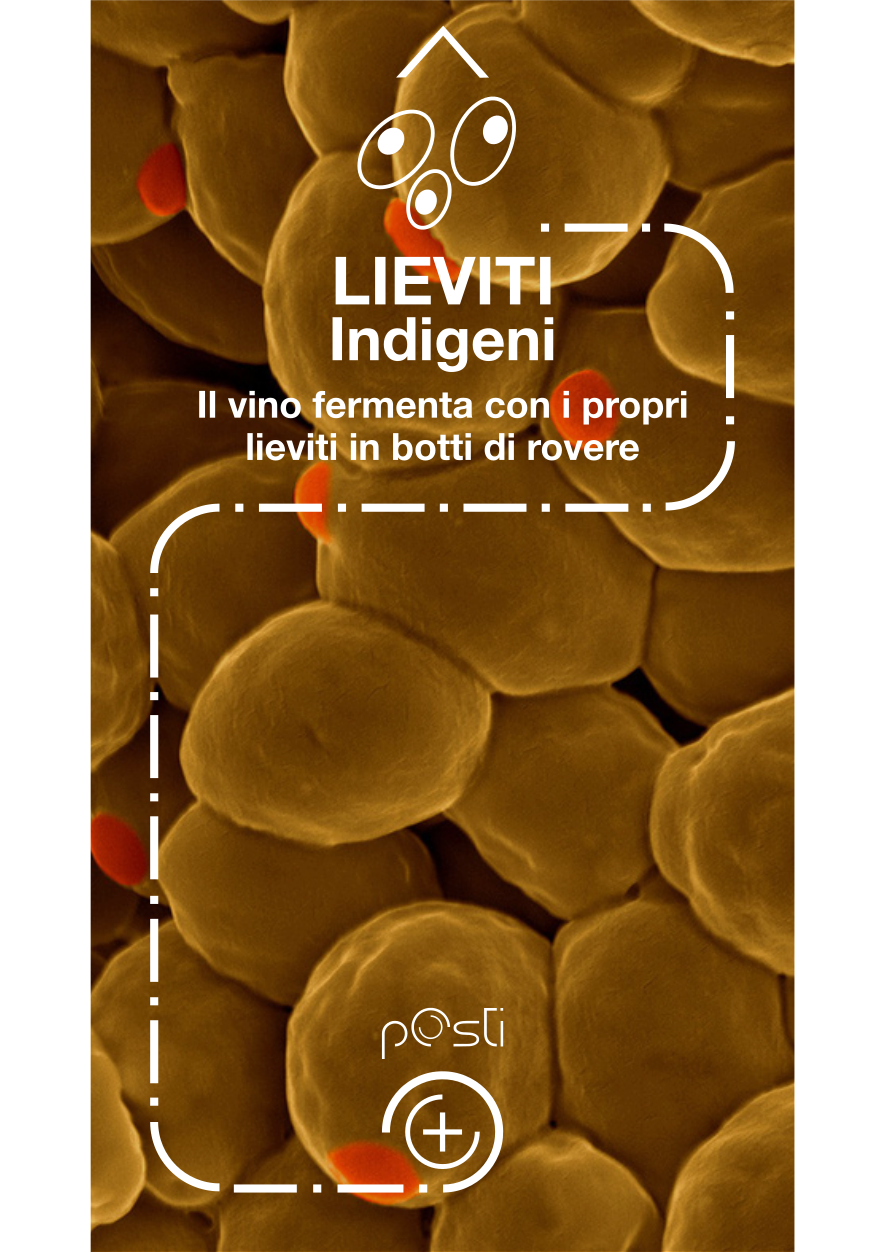 LIEVITI
Indigeni
Il vino fermenta con i propri
lieviti in botti di rovere
posti